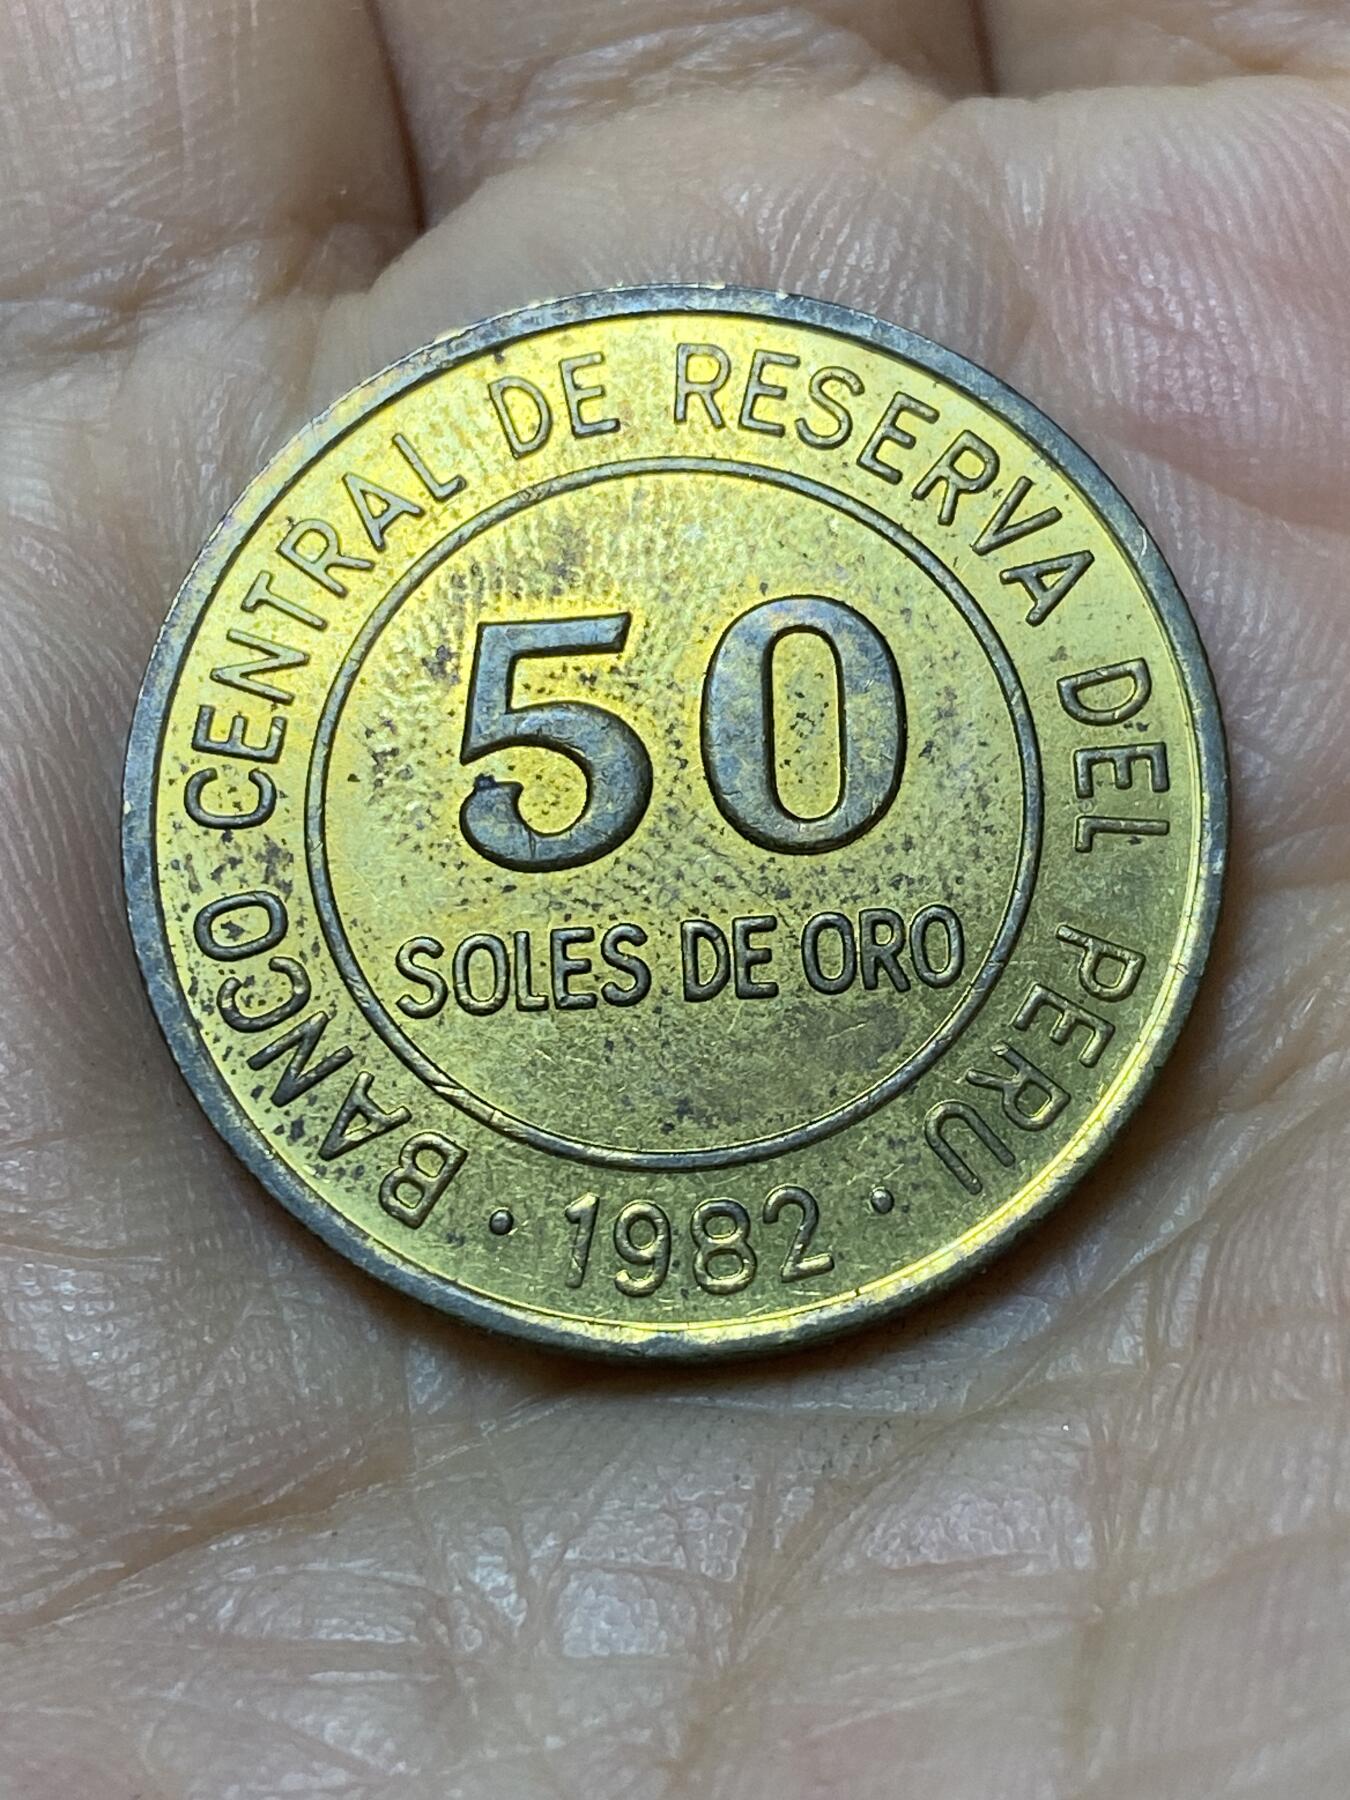 BANCO CENTRAL DE RESERVA DEL PERU
50
SOLES DE ORO
· 1982 ·